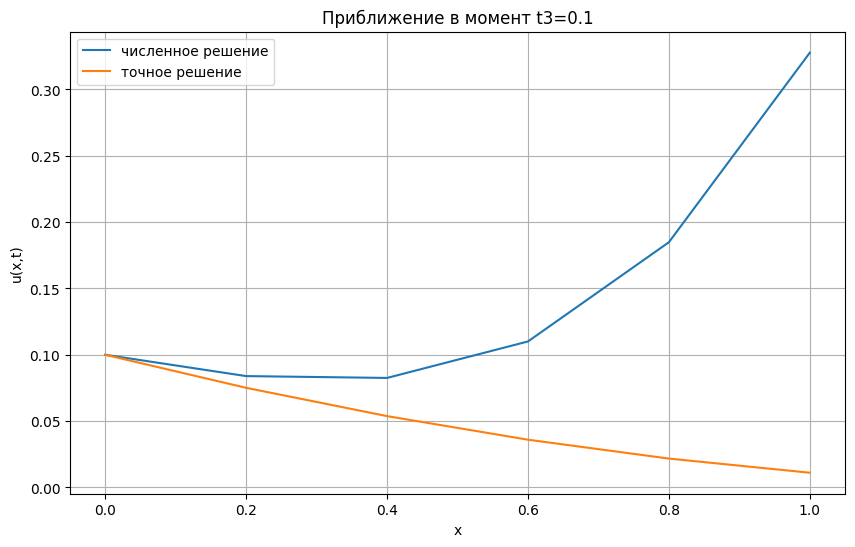 Приближение в момент t3=0.1
численное решение
точное решение
u(x,t)
0.30
0.25
0.20
0.15
0.10
0.05
0.00
0.0 0.2 0.4 0.6 0.8 1.0
x